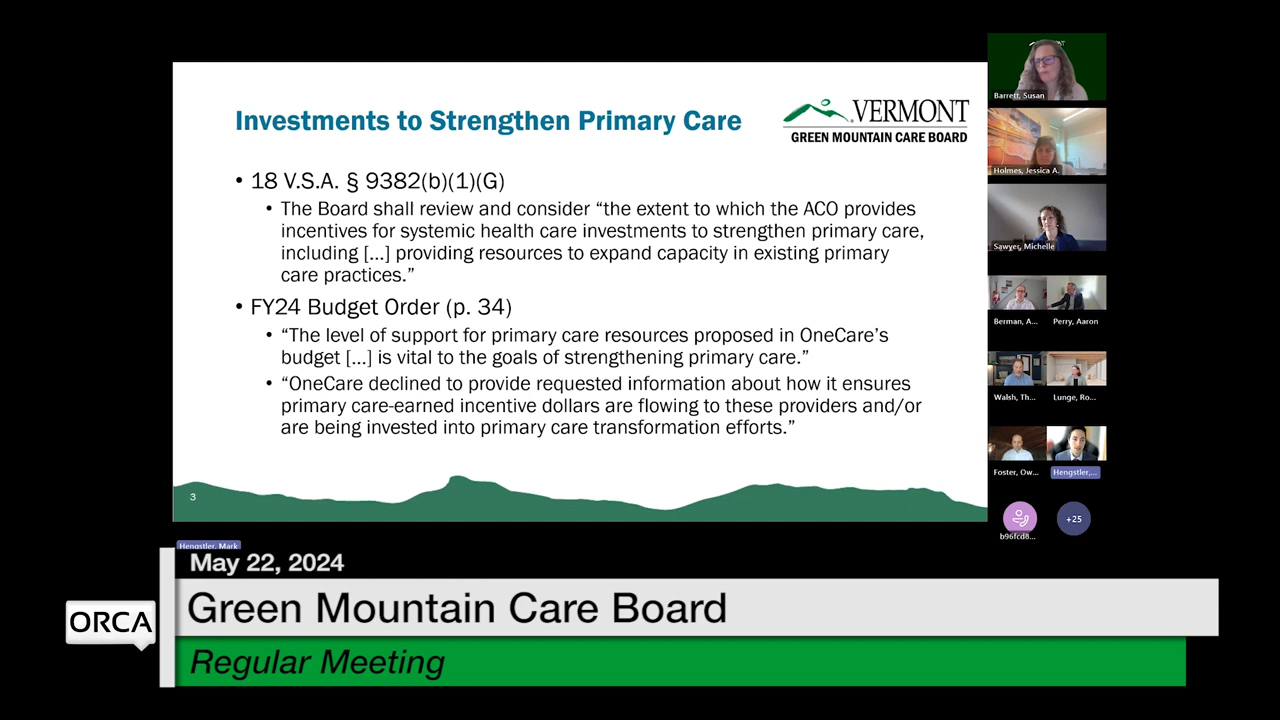 Investments to Strengthen Primary Care
VERMONT
GREEN MOUNTAIN CARE BOARD
• 18 V.S.A. § 9382(b)(1)(G)
• The Board shall review and consider “the extent to which the ACO provides
incentives for systemic health care investments to strengthen primary care,
including [...] providing resources to expand capacity in existing primary
care practices.”
• FY24 Budget Order (p. 34)
• “The level of support for primary care resources proposed in OneCare’s
budget [...] is vital to the goals of strengthening primary care.”
• “OneCare declined to provide requested information about how it ensures
primary care-earned incentive dollars are flowing to these providers and/or
are being invested into primary care transformation efforts.”
3
Barrett, Susan
Holmes, Jessica A.
Sawyer, Michelle
Berman, A...
Perry, Aaron
Walsh, Th...
Lunge, Ro...
Foster, Ow...
Hengstler,...
b96fcd8...
+25
Hengstler, Mark
May 22, 2024
ORCA
Green Mountain Care Board
Regular Meeting